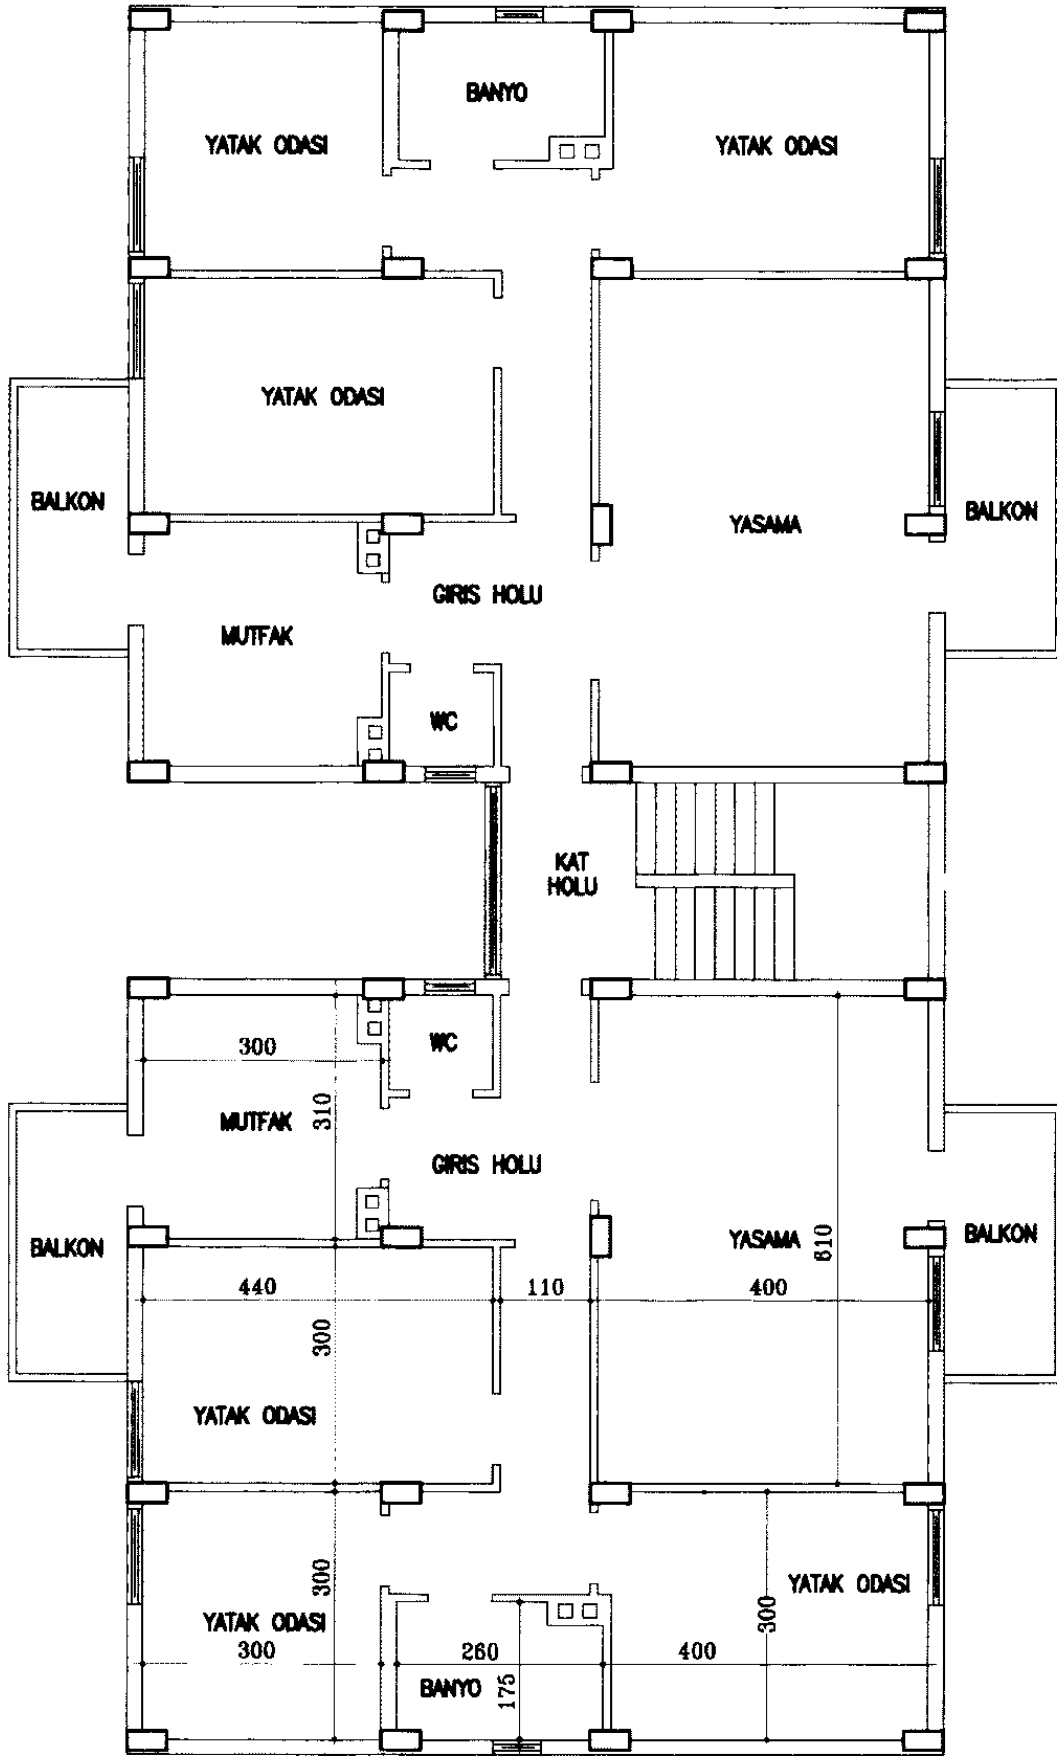 BANYO
YATAK ODASI
YATAK ODASI
YATAK ODASI
BALKON
BALKON
YASAMA
GIRIS HOLU
MUTFAK
WC
KAT
HOLU
WC
300
MUTFAK
310
GIRIS HOLU
BALKON
YASAMA
610
BALKON
440
110
400
300
YATAK ODASI
300
YATAK ODASI
YATAK ODASI
300
300
260
400
BANYO
175